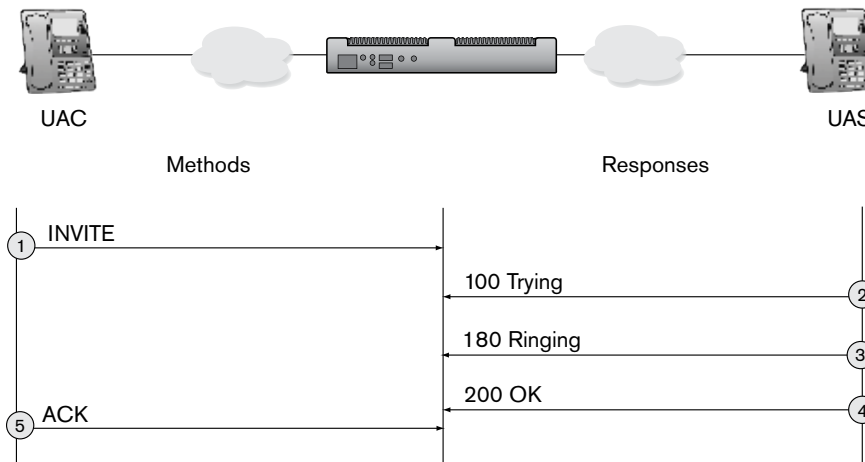 UAC
UAS
Methods
Responses
1 INVITE
100 Trying 2
180 Ringing 3
200 OK 4
5 ACK